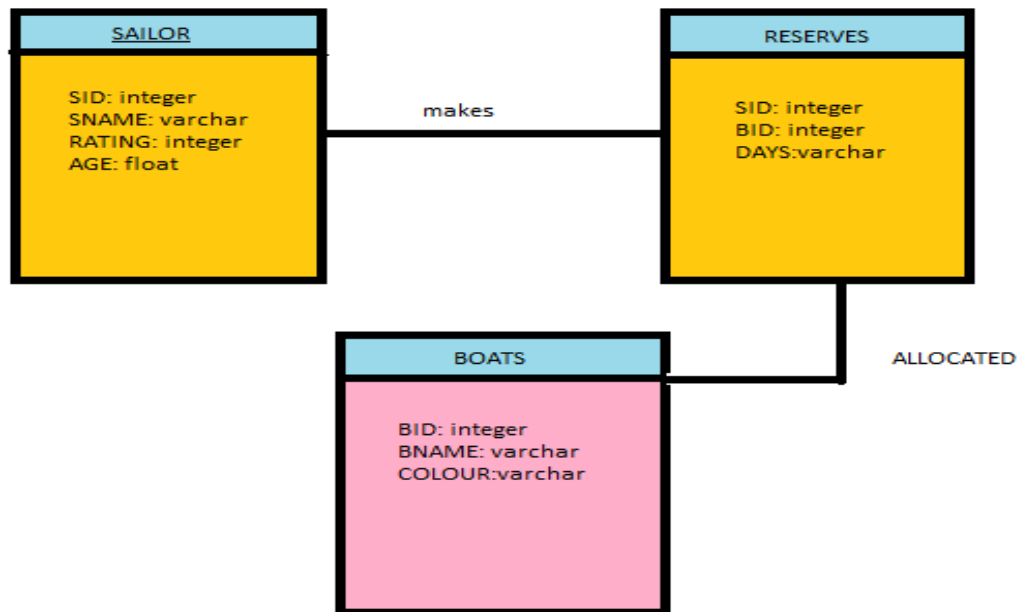 SAILOR
SID: integer
SNAME: varchar
RATING: integer
AGE: float
makes
RESERVES
SID: integer
BID: integer
DAYS:varchar
ALLOCATED
BOATS
BID: integer
BNAME: varchar
COLOUR:varchar